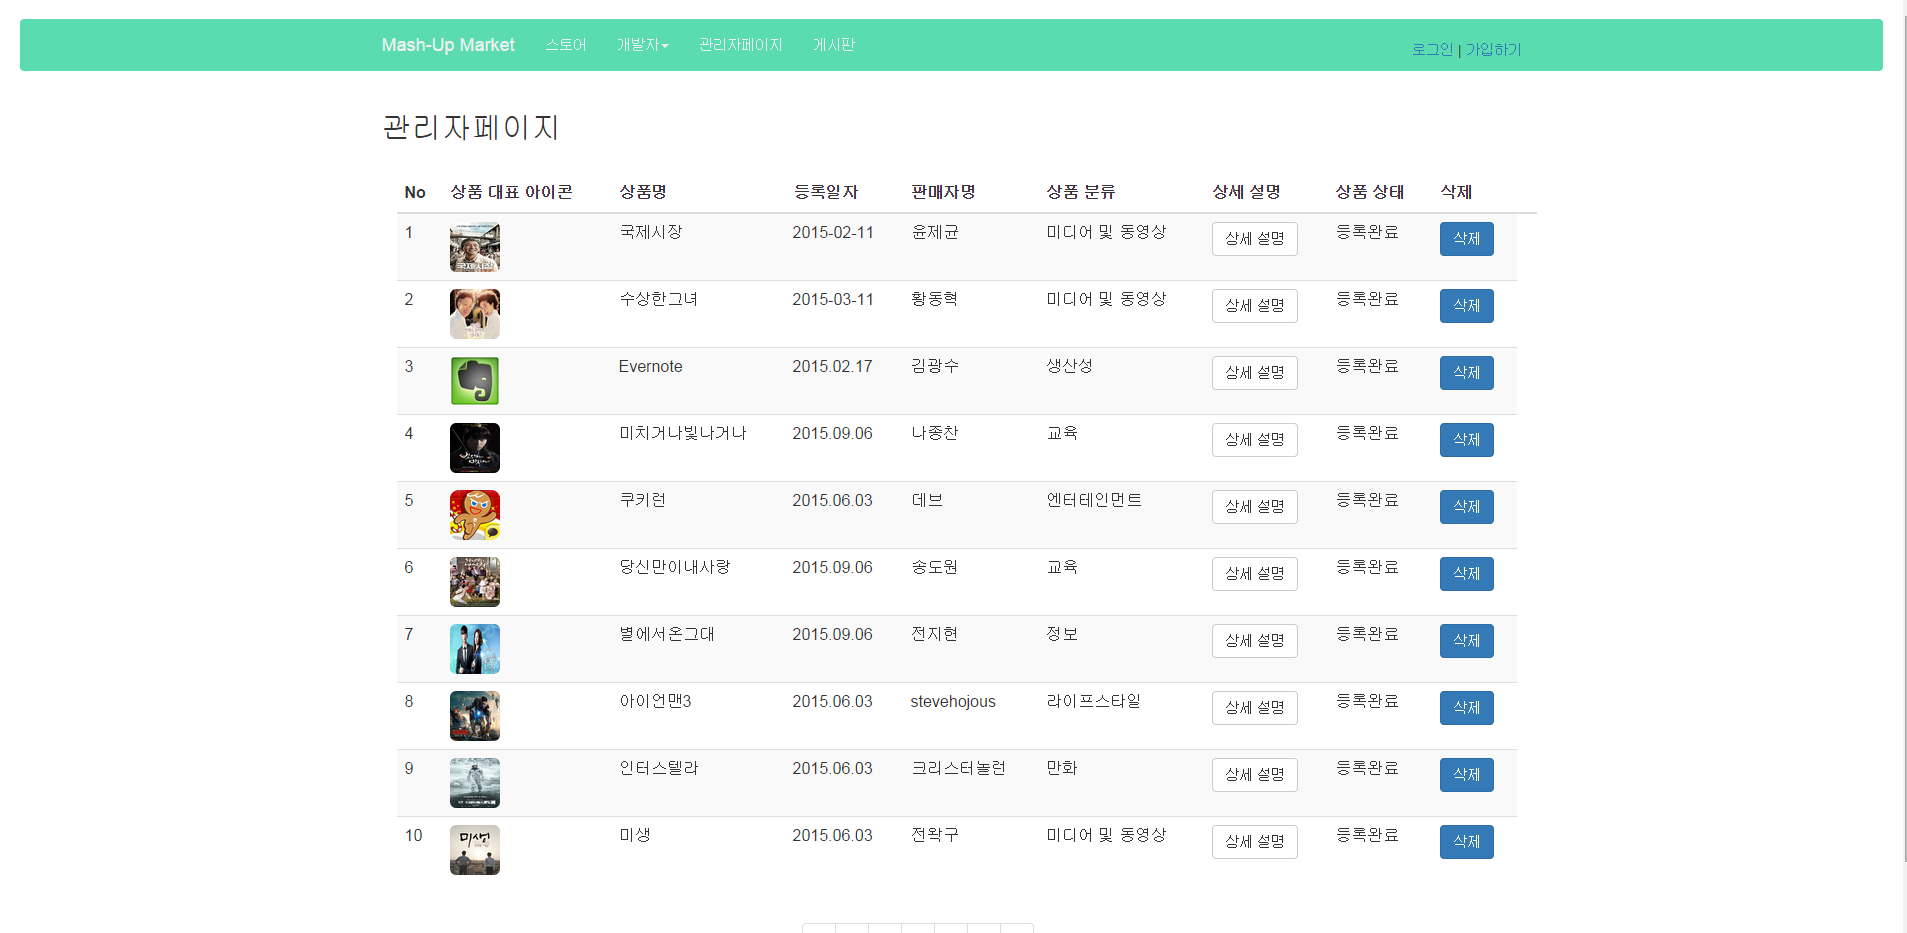 Mash-Up Market 스토어 개발자 관리자페이지 게시판 로그인 | 가입하기
관리자페이지
No 상품 대표 아이콘 상품명 등록일자 판매자명 상품 분류 상세 설명 상품 상태 삭제
1 국제시장 2015-02-11 윤제균 미디어 및 동영상 상세 설명 등록완료 삭제
2 수상한그녀 2015-03-11 황동혁 미디어 및 동영상 상세 설명 등록완료 삭제
3 Evernote 2015.02.17 김광수 생산성 상세 설명 등록완료 삭제
4 미치거나빛나거나 2015.09.06 나종찬 교육 상세 설명 등록완료 삭제
5 쿠키런 2015.06.03 데브 엔터테인먼트 상세 설명 등록완료 삭제
6 당신만이내사랑 2015.09.06 송도원 교육 상세 설명 등록완료 삭제
7 별에서온그대 2015.09.06 전지현 정보 상세 설명 등록완료 삭제
8 아이언맨3 2015.06.03 stevehojous 라이프스타일 상세 설명 등록완료 삭제
9 인터스텔라 2015.06.03 크리스터놀런 만화 상세 설명 등록완료 삭제
10 미생 미생 2015.06.03 전왁구 미디어 및 동영상 상세 설명 등록완료 삭제